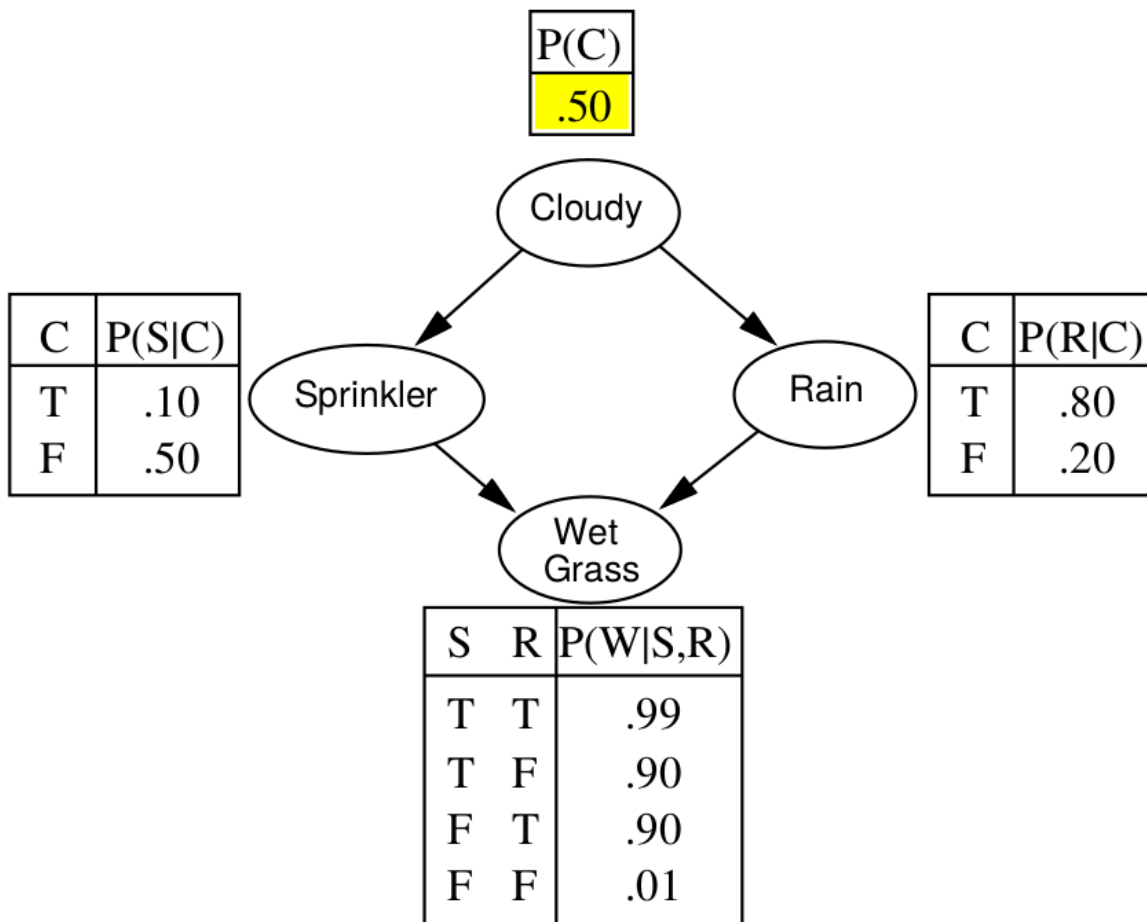 P(C)
.50
Cloudy
C P(S|C)
T .10
F .50
Sprinkler
Rain
C P(R|C)
T .80
F .20
Wet
Grass
S R P(W|S,R)
T T .99
T F .90
F T .90
F F .01